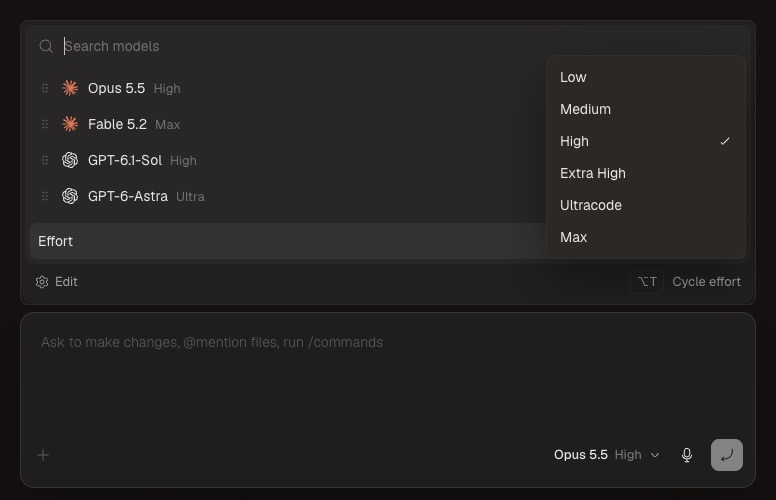 Search models
Opus 5.5 High
Fable 5.2 Max
GPT-6.1-Sol High
GPT-6-Astra Ultra
Effort
Low
Medium
High
Extra High
Ultracode
Max
Edit
⌥T Cycle effort
Ask to make changes, @mention files, run /commands
Opus 5.5 High